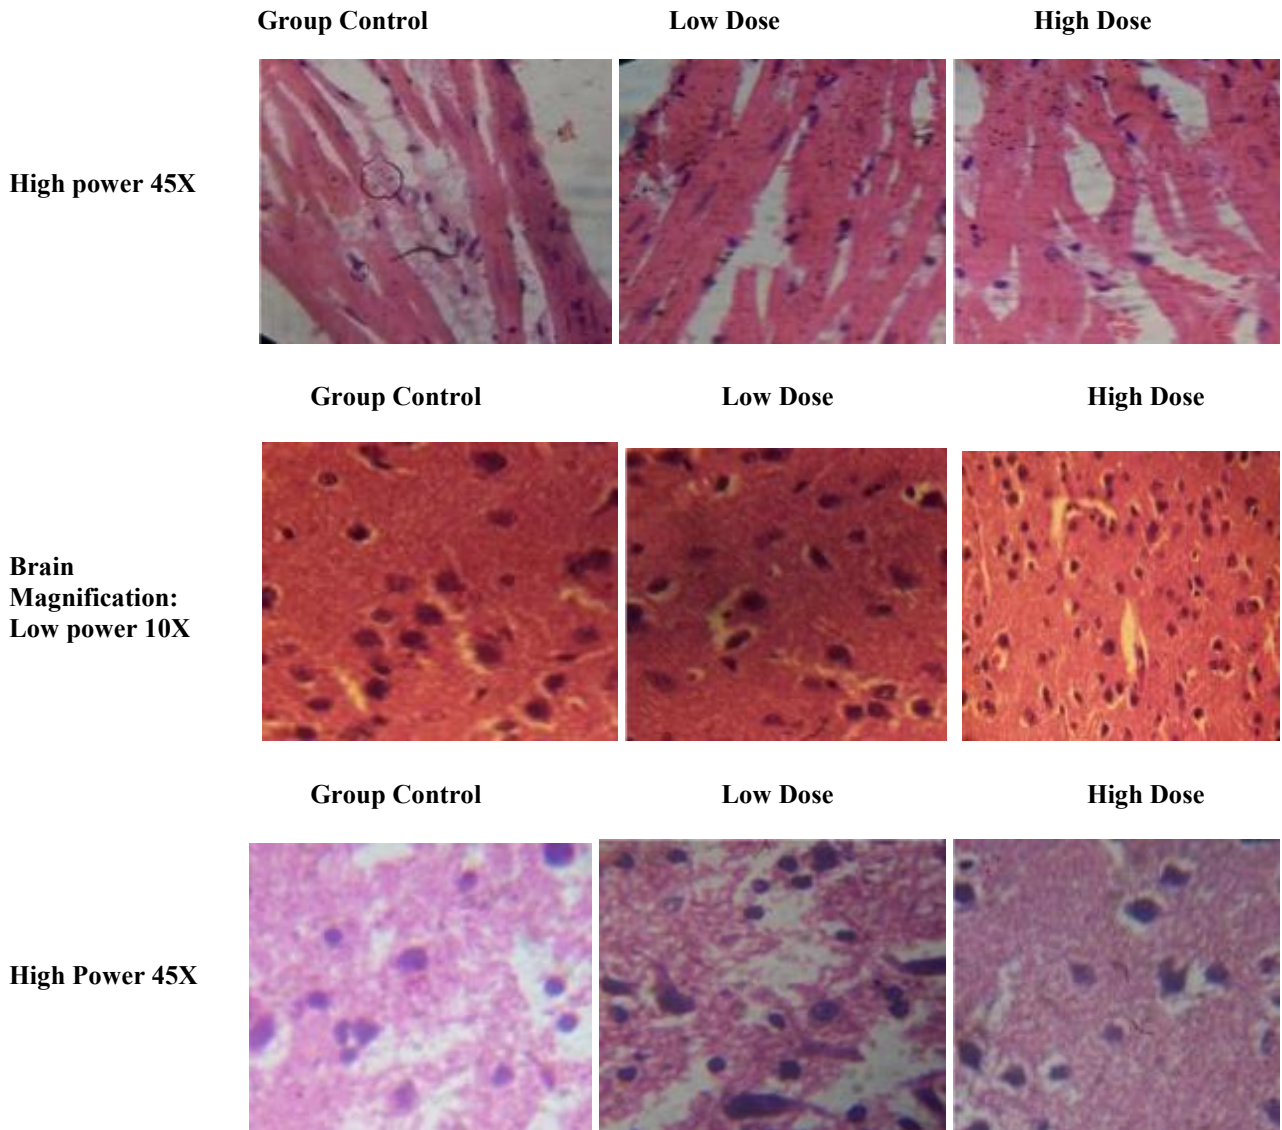 Group Control Low Dose High Dose
High power 45X
Group Control Low Dose High Dose
Brain
Magnification:
Low power 10X
Group Control Low Dose High Dose
High Power 45X